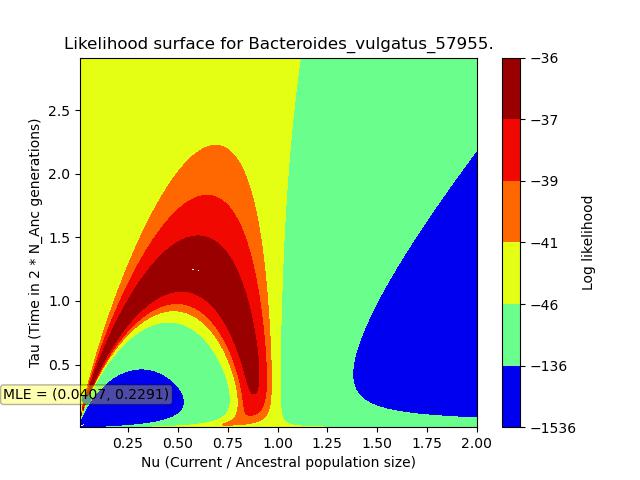 Likelihood surface for Bacteroides_vulgatus_57955.
Tau (Time in 2 * N_Anc generations)
2.5
2.0
1.5
1.0
0.5
MLE = (0.0407, 0.2291)
0.25 0.50 0.75 1.00 1.25 1.50 1.75 2.00
Nu (Current / Ancestral population size)
−36
−37
−39
−41
−46
−136
−1536
Log likelihood